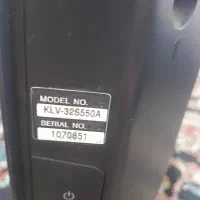 MODEL NO.
KLV-32S550A
SERIAL NO.
1070851